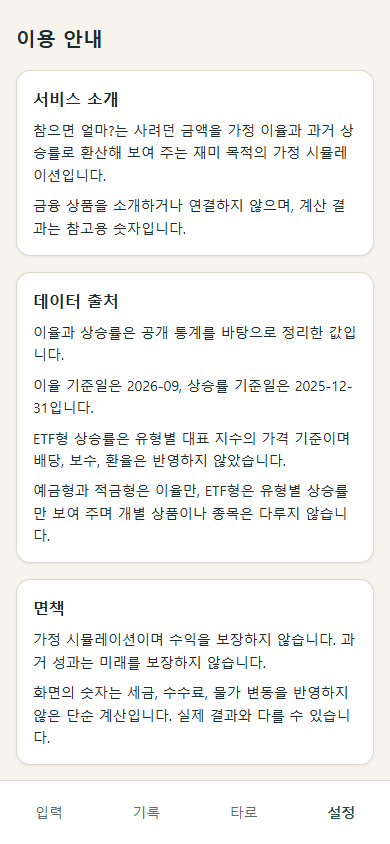 이용 안내
서비스 소개
참으면 얼마?는 사려던 금액을 가정 이율과 과거 상
승률로 환산해 보여 주는 재미 목적의 가정 시뮬레
이션입니다.
금융 상품을 소개하거나 연결하지 않으며, 계산 결
과는 참고용 숫자입니다.
데이터 출처
이율과 상승률은 공개 통계를 바탕으로 정리한 값입
니다.
이율 기준일은 2026-09, 상승률 기준일은 2025-12-
31입니다.
ETF형 상승률은 유형별 대표 지수의 가격 기준이며
배당, 보수, 환율은 반영하지 않았습니다.
예금형과 적금형은 이율만, ETF형은 유형별 상승률
만 보여 주며 개별 상품이나 종목은 다루지 않습니
다.
면책
가정 시뮬레이션이며 수익을 보장하지 않습니다. 과
거 성과는 미래를 보장하지 않습니다.
화면의 숫자는 세금, 수수료, 물가 변동을 반영하지
않은 단순 계산입니다. 실제 결과와 다를 수 있습니
다.
입력 기록 타로 설정